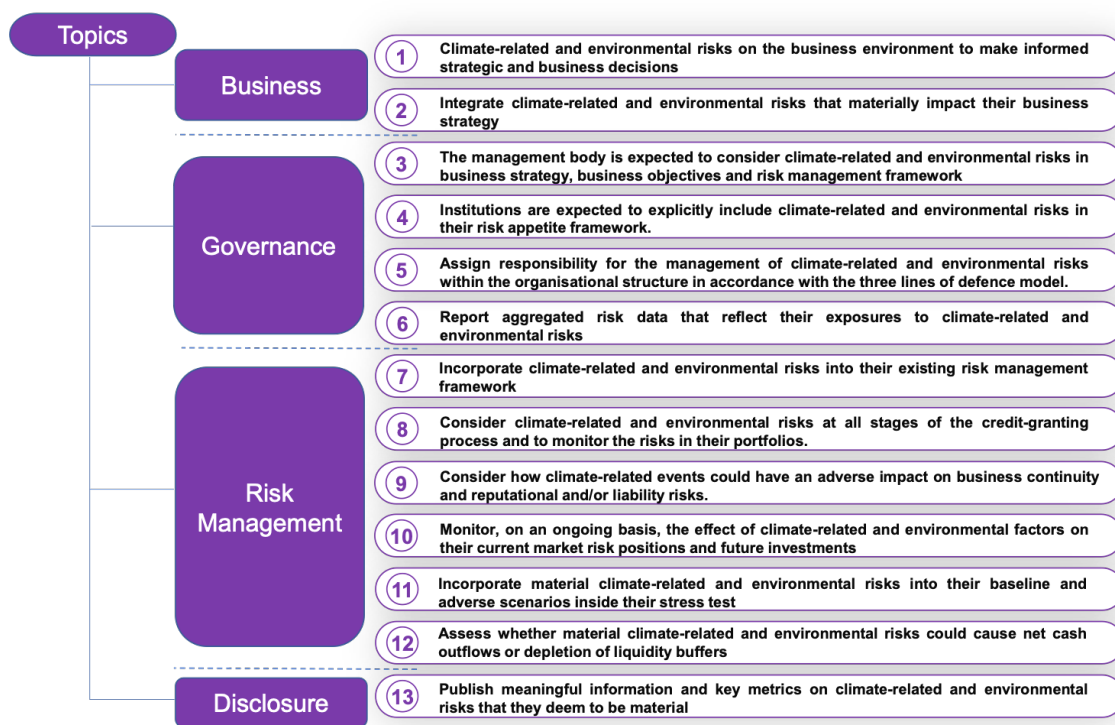 Topics
Business
1
Climate-related and environmental risks on the business environment to make informed
strategic and business decisions
2
Integrate climate-related and environmental risks that materially impact their business
strategy
Governance
3
The management body is expected to consider climate-related and environmental risks in
business strategy, business objectives and risk management framework
4
Institutions are expected to explicitly include climate-related and environmental risks in
their risk appetite framework.
5
Assign responsibility for the management of climate-related and environmental risks
within the organisational structure in accordance with the three lines of defence model.
6
Report aggregated risk data that reflect their exposures to climate-related and
environmental risks
Risk
Management
7
Incorporate climate-related and environmental risks into their existing risk management
framework
8
Consider climate-related and environmental risks at all stages of the credit-granting
process and to monitor the risks in their portfolios.
9
Consider how climate-related events could have an adverse impact on business continuity
and reputational and/or liability risks.
10
Monitor, on an ongoing basis, the effect of climate-related and environmental factors on
their current market risk positions and future investments
11
Incorporate material climate-related and environmental risks into their baseline and
adverse scenarios inside their stress test
12
Assess whether material climate-related and environmental risks could cause net cash
outflows or depletion of liquidity buffers
Disclosure
13
Publish meaningful information and key metrics on climate-related and environmental
risks that they deem to be material